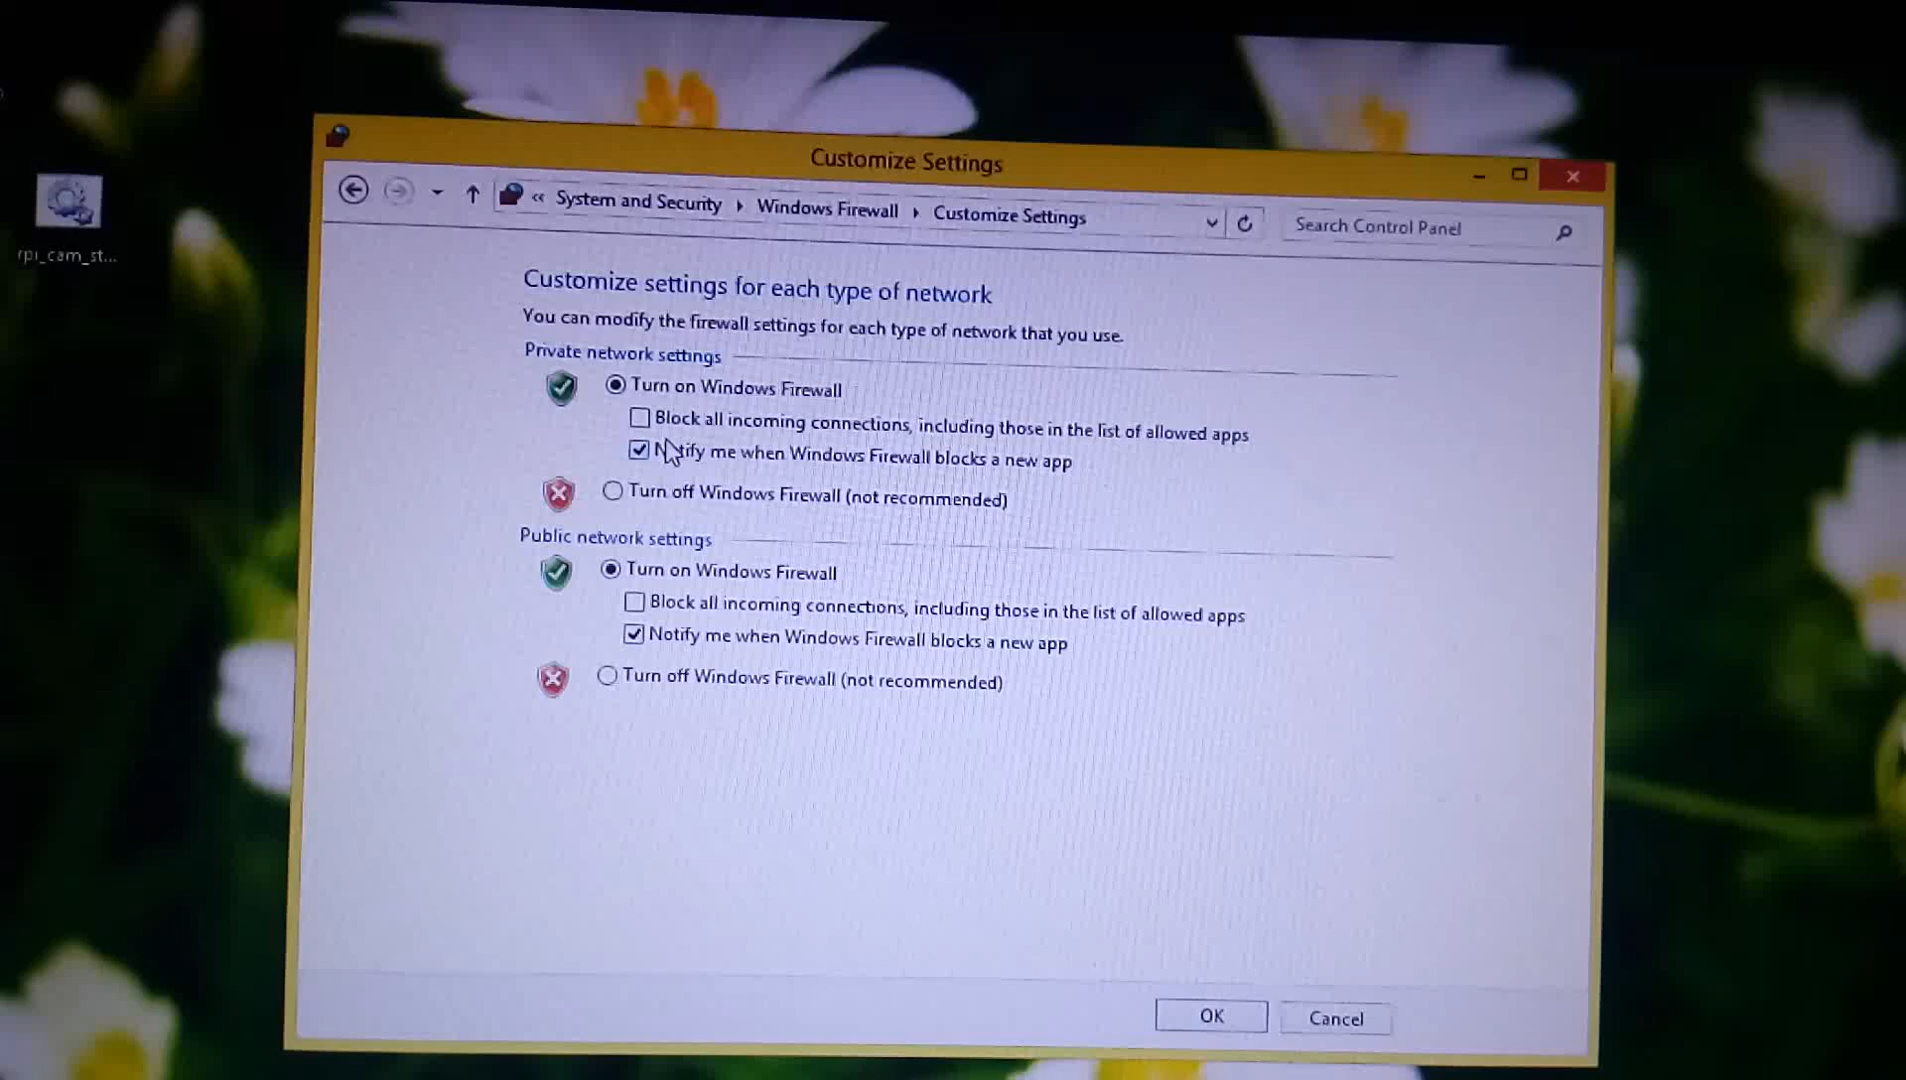 Customize Settings
« System and Security Windows Firewall Customize Settings
Search Control Panel
rpi_cam_st...
Customize settings for each type of network
You can modify the firewall settings for each type of network that you use.
Private network settings
Turn on Windows Firewall
Block all incoming connections, including those in the list of allowed apps
Notify me when Windows Firewall blocks a new app
Turn off Windows Firewall (not recommended)
Public network settings
Turn on Windows Firewall
Block all incoming connections, including those in the list of allowed apps
Notify me when Windows Firewall blocks a new app
Turn off Windows Firewall (not recommended)
OK Cancel